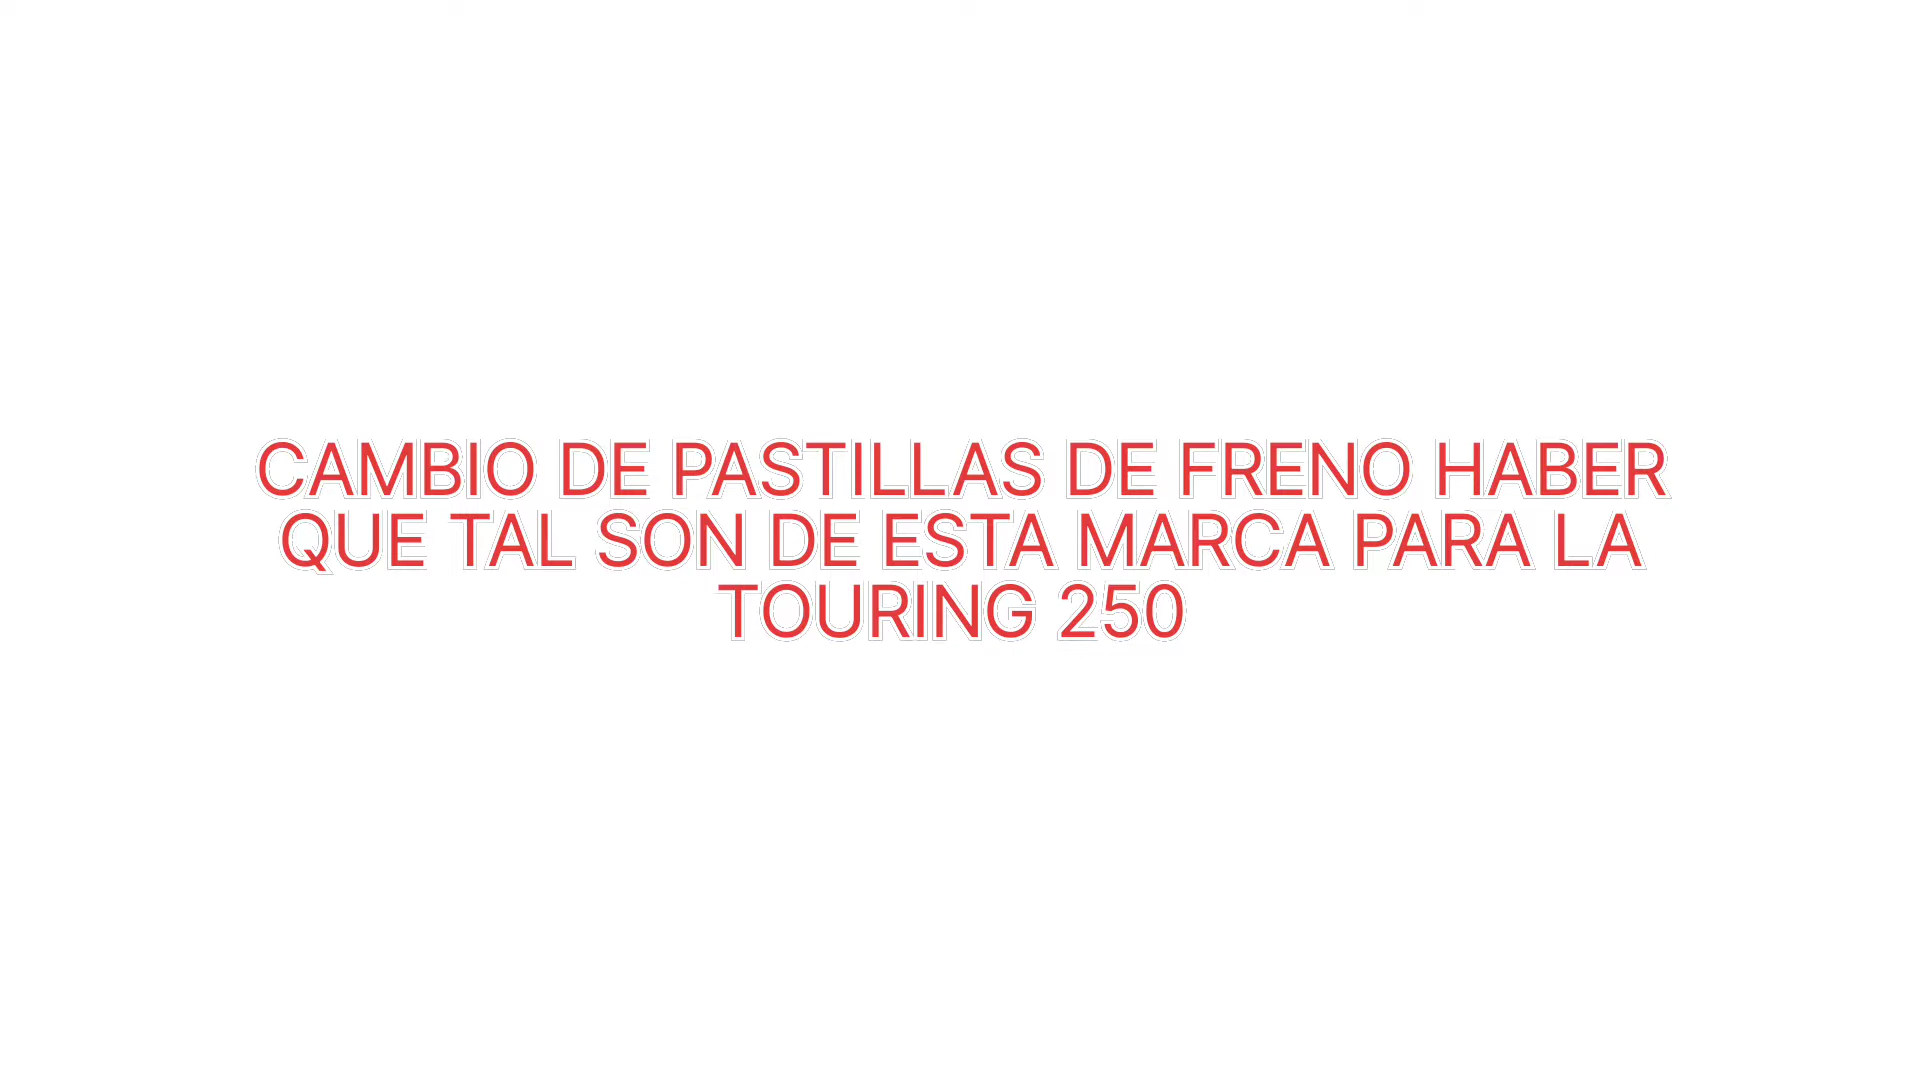 CAMBIO DE PASTILLAS DE FRENO HABER
QUE TAL SON DE ESTA MARCA PARA LA
TOURING 250